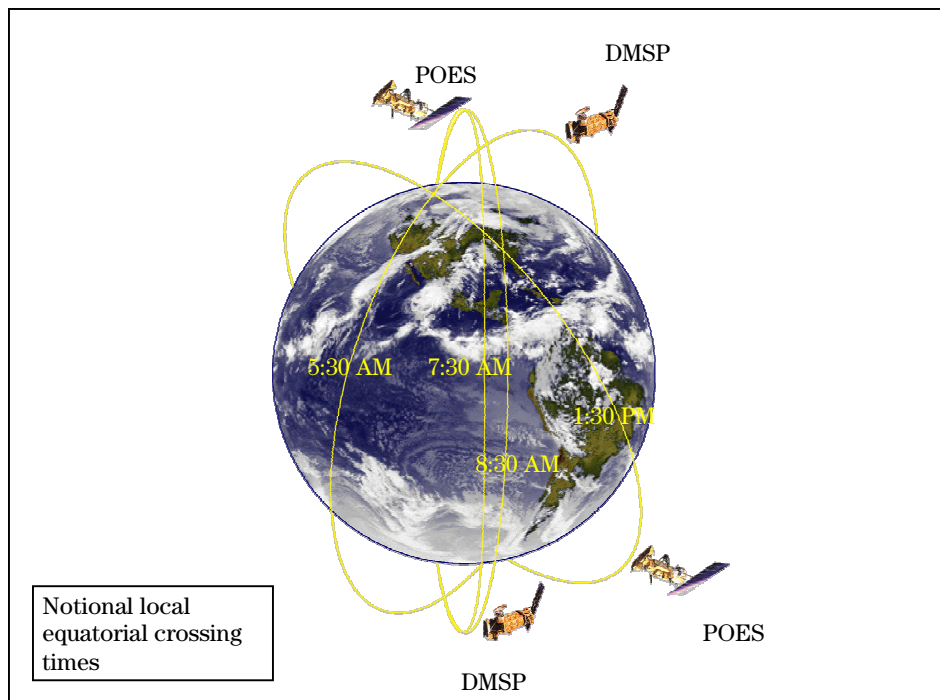 DMSP
POES
5:30 AM
7:30 AM
1:30 PM
8:30 AM
Notional local
equatorial crossing
times
POES
DMSP